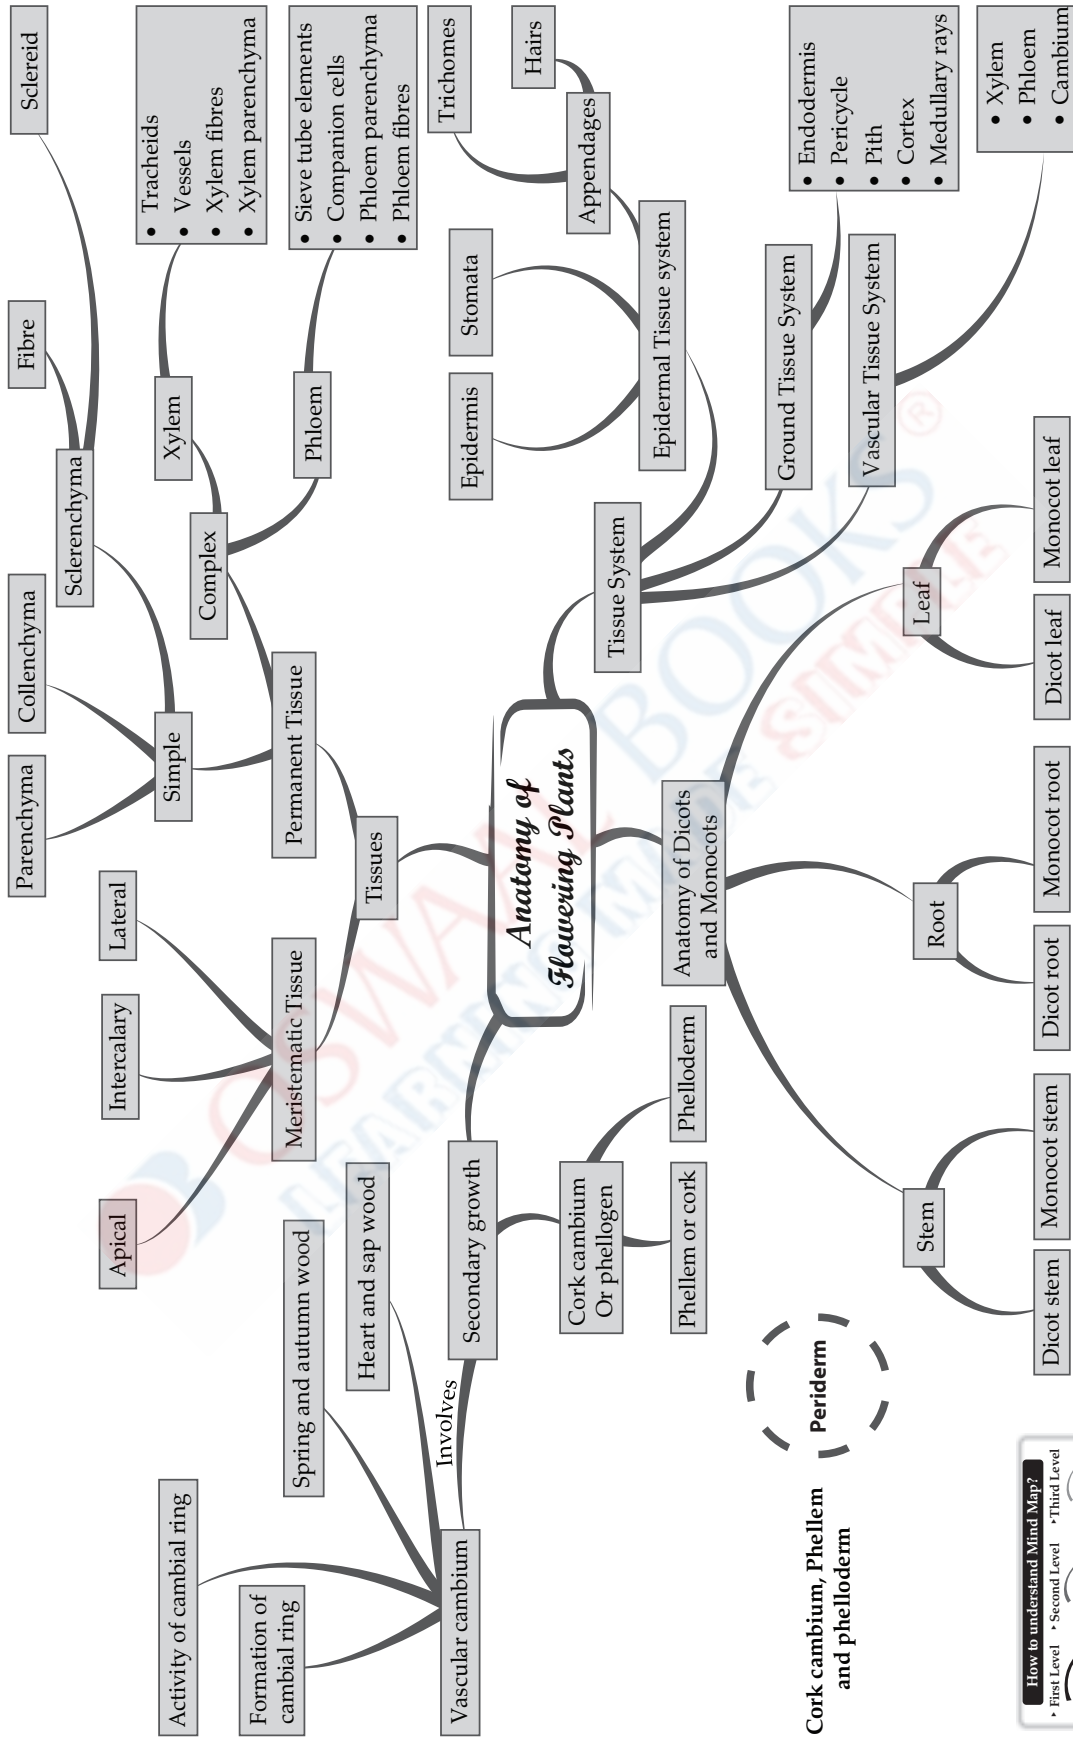 Sclereid
Fibre
Sclerenchyma
Collenchyma
Parenchyma
Simple
Tracheids
Vessels
Xylem fibres
Xylem parenchyma
Xylem
Sieve tube elements
Companion cells
Phloem parenchyma
Phloem fibres
Phloem
Complex
Permanent Tissue
Tissues
Lateral
Intercalary
Apical
Meristematic Tissue
Trichomes
Hairs
Appendages
Stomata
Epidermis
Epidermal Tissue system
Endodermis
Pericycle
Pith
Cortex
Medullary rays
Ground Tissue System
Xylem
Phloem
Cambium
Vascular Tissue System
Tissue System
Anatomy of
Flowering Plants
Anatomy of Dicots
and Monocots
Leaf
Monocot leaf
Dicot leaf
Root
Monocot root
Dicot root
Stem
Monocot stem
Dicot stem
Secondary growth
Cork cambium
Or phellogen
Phelloderm
Phellem or cork
Involves
Vascular cambium
Heart and sap wood
Spring and autumn wood
Activity of cambial ring
Formation of
cambial ring
Periderm
Cork cambium, Phellem
and phelloderm
How to understand Mind Map?
First Level
Second Level
Third Level
OSWAAL BOOKS ®
LEARNING MADE SIMPLE